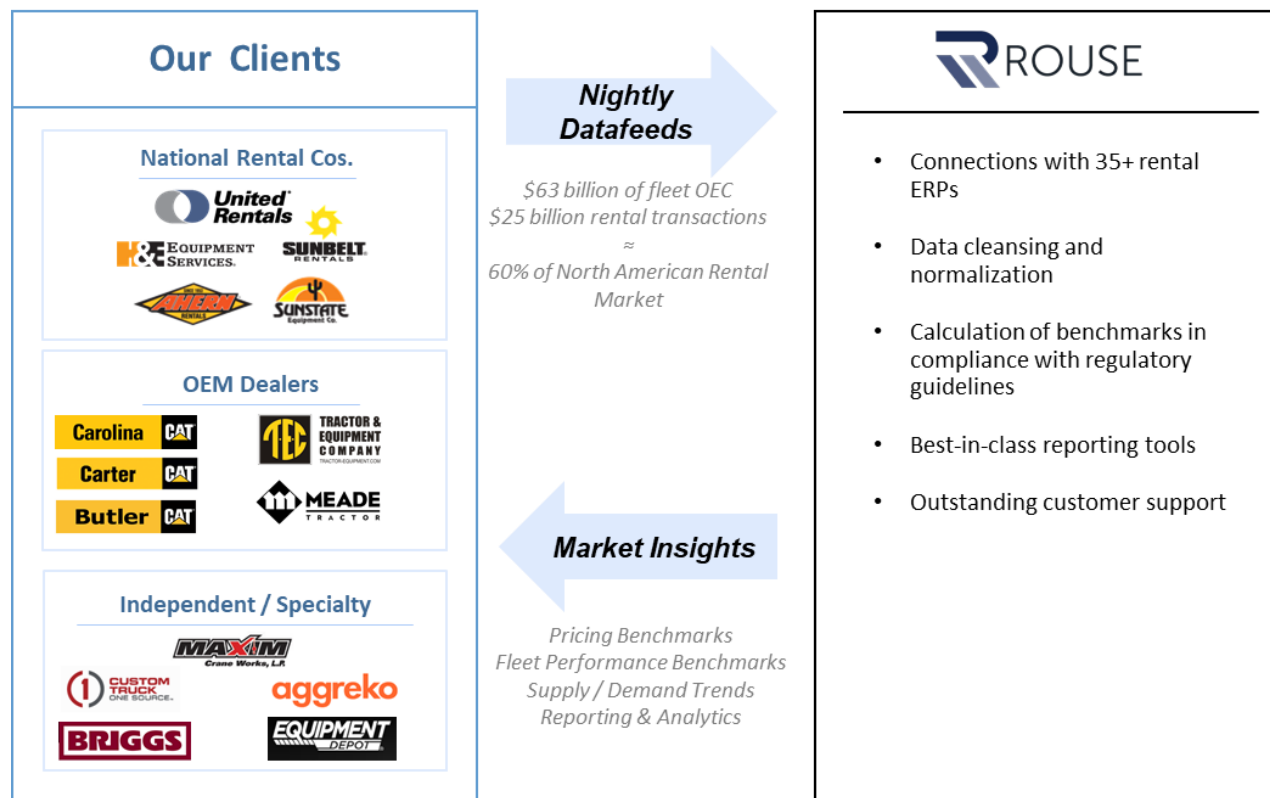 Our Clients
National Rental Cos.
United
Rentals
H&E EQUIPMENT
SERVICES.
SUNBELT
RENTALS
SINCE 1953
AHERN
RENTALS
SUNSTATE
Equipment Co.
OEM Dealers
Carolina CAT
Carter CAT
Butler CAT
TEC TRACTOR &
EQUIPMENT
COMPANY
TRACTOR-EQUIPMENT.COM
MEADE
TRACTOR
Independent / Specialty
MAXIM
Crane Works, L.P.
1 CUSTOM
TRUCK
ONE SOURCE.
aggreko
BRIGGS
EQUIPMENT
DEPOT
Nightly
Datafeeds
$63 billion of fleet OEC
$25 billion rental transactions
≈
60% of North American Rental
Market
Market Insights
Pricing Benchmarks
Fleet Performance Benchmarks
Supply / Demand Trends
Reporting & Analytics
ROUSE
• Connections with 35+ rental
ERPs
• Data cleansing and
normalization
• Calculation of benchmarks in
compliance with regulatory
guidelines
• Best-in-class reporting tools
• Outstanding customer support